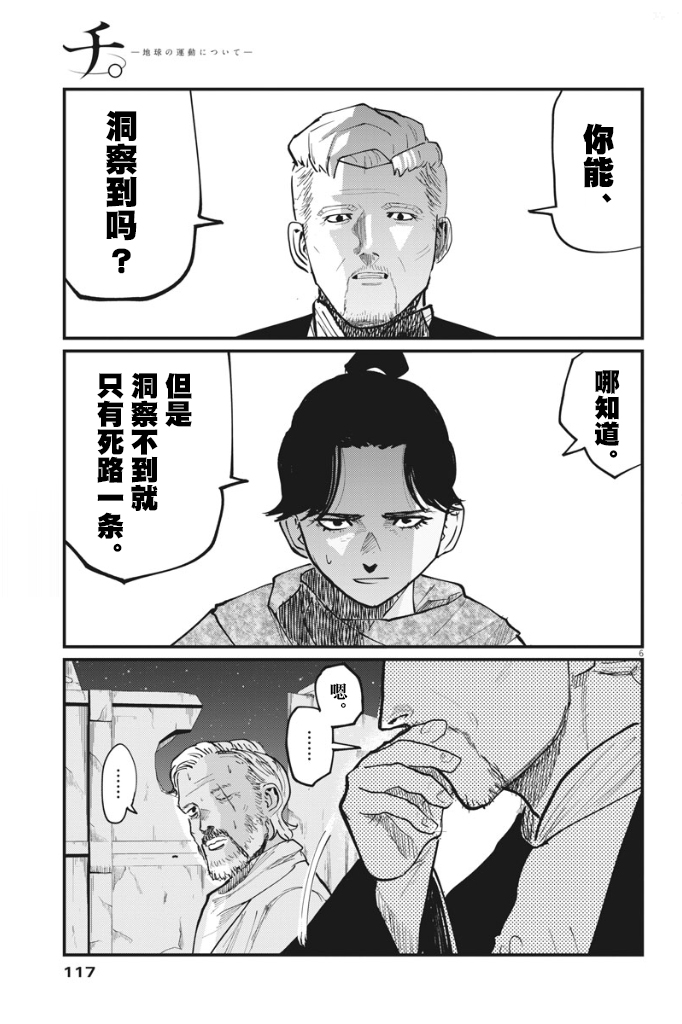 チ。
―地球の運動について―
你能、
洞察到吗？
哪知道。
但是
洞察不到就
只有死路一条。
6
嗯。
……
……
117